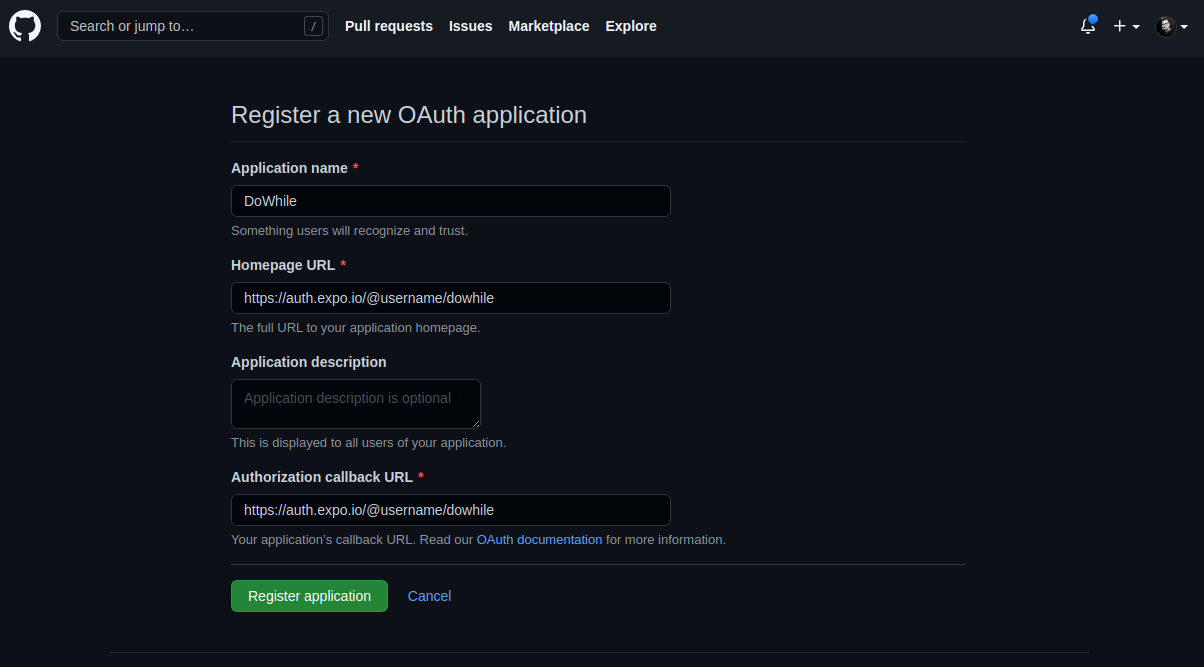 Search or jump to…
/
Pull requests Issues Marketplace Explore
Register a new OAuth application
Application name *
DoWhile
Something users will recognize and trust.
Homepage URL *
https://auth.expo.io/@username/dowhile
The full URL to your application homepage.
Application description
Application description is optional
This is displayed to all users of your application.
Authorization callback URL *
https://auth.expo.io/@username/dowhile
Your application's callback URL. Read our OAuth documentation for more information.
Register application Cancel